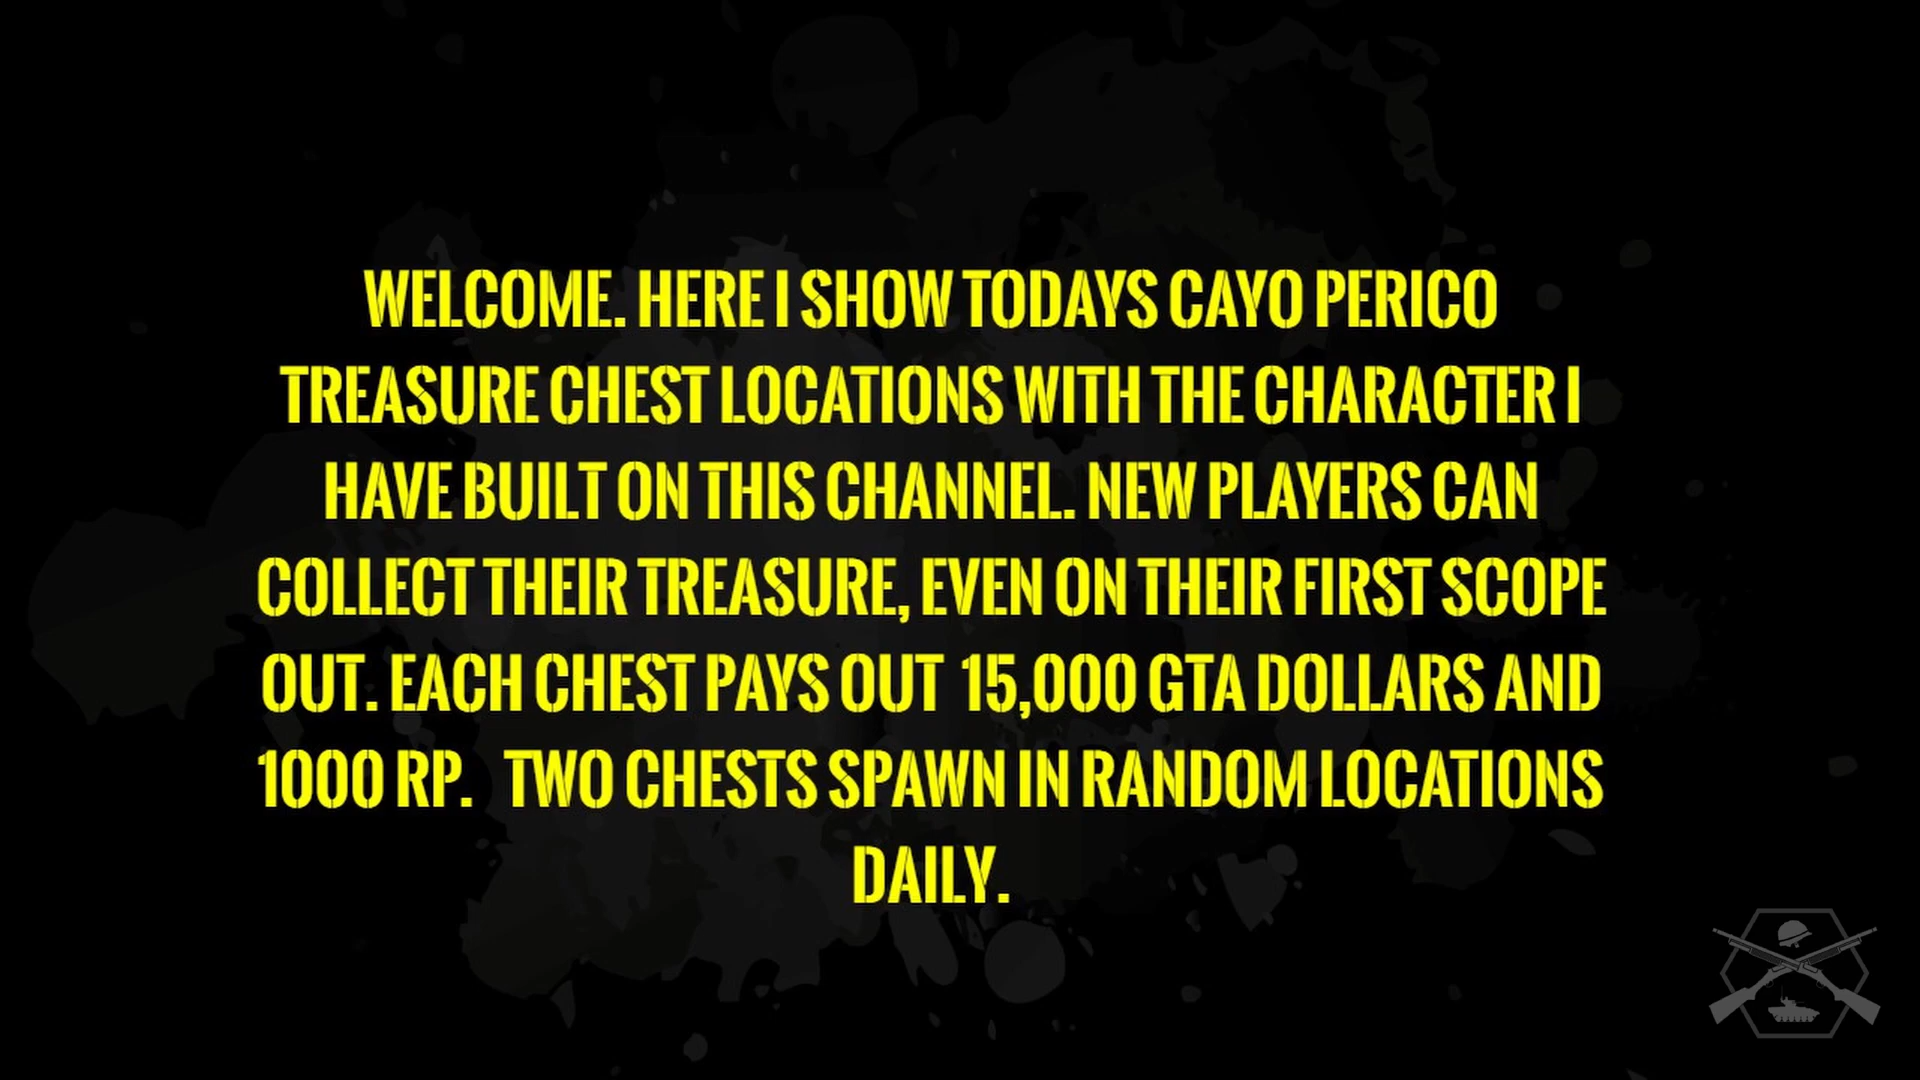 WELCOME. HERE I SHOW TODAYS CAYO PERICO
TREASURE CHEST LOCATIONS WITH THE CHARACTER I
HAVE BUILT ON THIS CHANNEL. NEW PLAYERS CAN
COLLECT THEIR TREASURE, EVEN ON THEIR FIRST SCOPE
OUT. EACH CHEST PAYS OUT 15,000 GTA DOLLARS AND
1000 RP. TWO CHESTS SPAWN IN RANDOM LOCATIONS
DAILY.